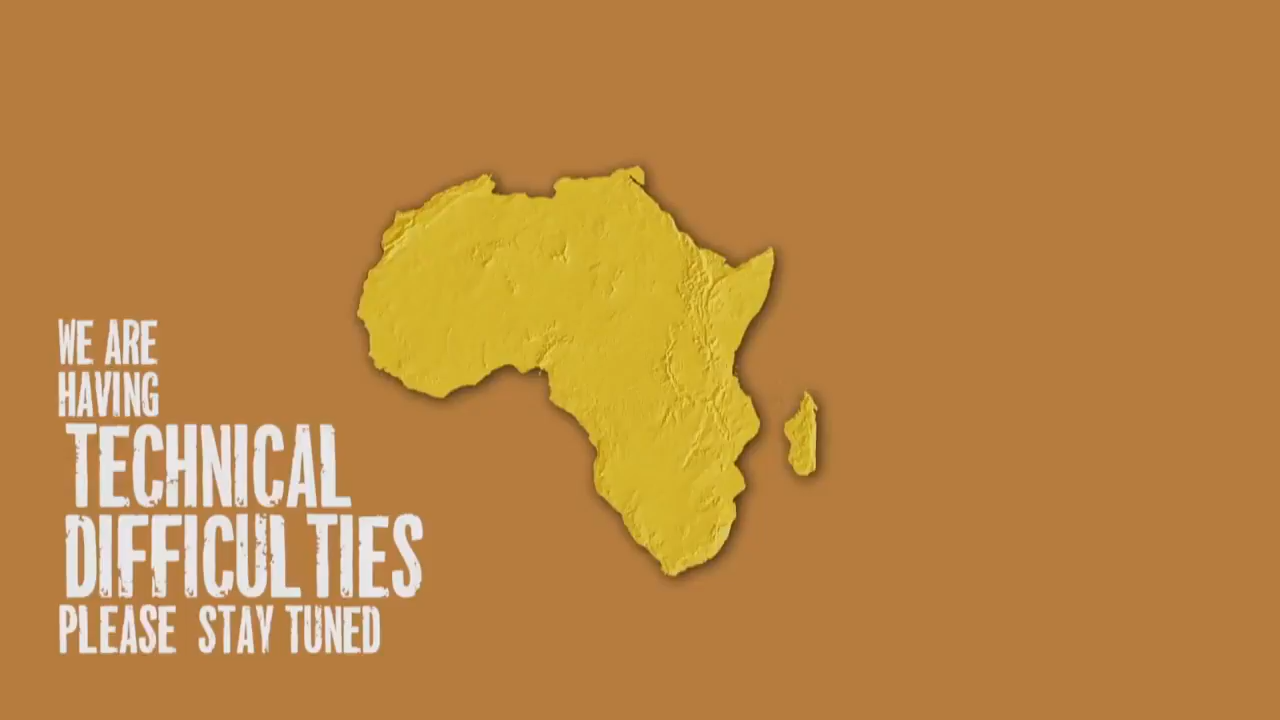 WE ARE
HAVING
TECHNICAL
DIFFICULTIES
PLEASE STAY TUNED